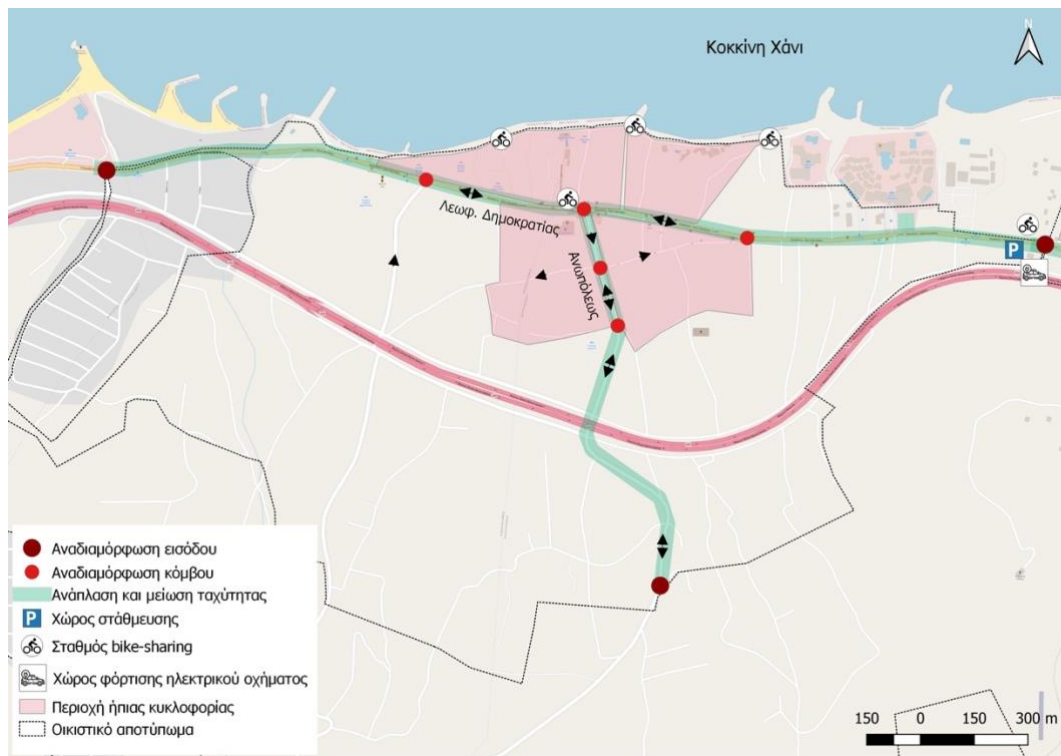 Κοκκίνη Χάνι
N
Λεωφ. Δημοκρατίας
Ανωπόλεως
P
Αναδιαμόρφωση εισόδου
Αναδιαμόρφωση κόμβου
Ανάπλαση και μείωση ταχύτητας
P Χώρος στάθμευσης
Σταθμός bike-sharing
Χώρος φόρτισης ηλεκτρικού οχήματος
Περιοχή ήπιας κυκλοφορίας
Οικιστικό αποτύπωμα
150 0 150 300 m